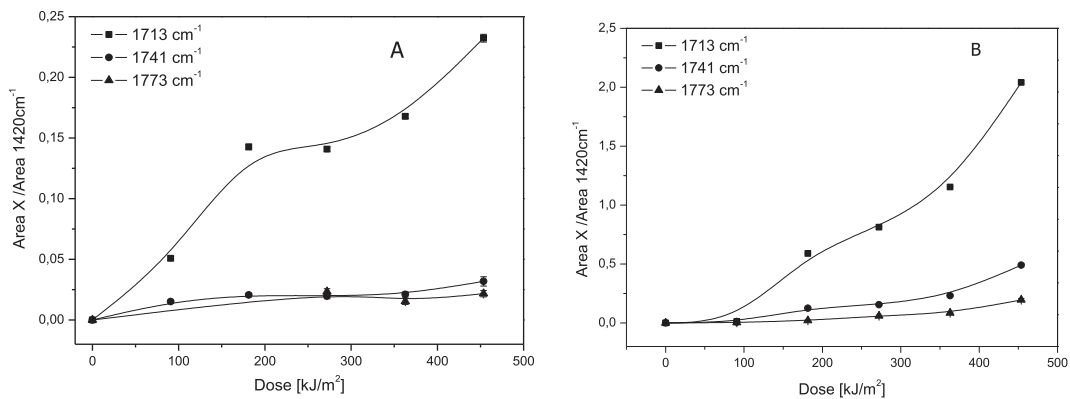 A
1713 cm⁻¹
1741 cm⁻¹
1773 cm⁻¹
0,25
0,20
0,15
0,10
0,05
0,00
Area X /Area 1420cm⁻¹
0 100 200 300 400 500
Dose [kJ/m²]
B
1713 cm⁻¹
1741 cm⁻¹
1773 cm⁻¹
2,5
2,0
1,5
1,0
0,5
0,0
Area X /Area 1420cm⁻¹
0 100 200 300 400 500
Dose [kJ/m²]